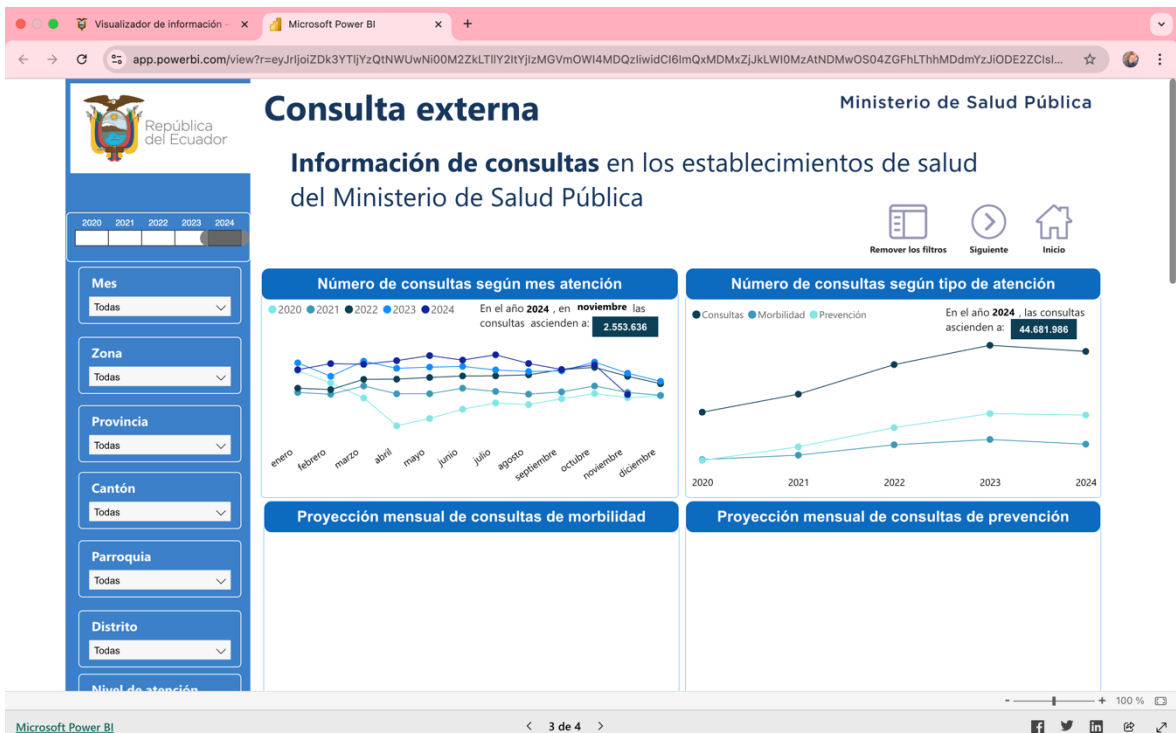 Visualizador de información –
Microsoft Power BI
Consulta externa
Ministerio de Salud Pública
República
del Ecuador
Información de consultas en los establecimientos de salud
del Ministerio de Salud Pública
2020 2021 2022 2023 2024
Remover los filtros
Siguiente
Inicio
Mes
Todas
Zona
Todas
Provincia
Todas
Cantón
Todas
Parroquia
Todas
Distrito
Todas
Nivel de atención
Número de consultas según mes atención
2020 2021 2022 2023 2024
En el año 2024 , en noviembre las
consultas ascienden a: 2.553.636
enero febrero marzo abril mayo junio julio agosto septiembre octubre noviembre diciembre
Número de consultas según tipo de atención
Consultas Morbilidad Prevención
En el año 2024 , las consultas
ascienden a: 44.681.986
2020 2021 2022 2023 2024
Proyección mensual de consultas de morbilidad
Proyección mensual de consultas de prevención
- + 100 %
Microsoft Power BI
< 3 de 4 >